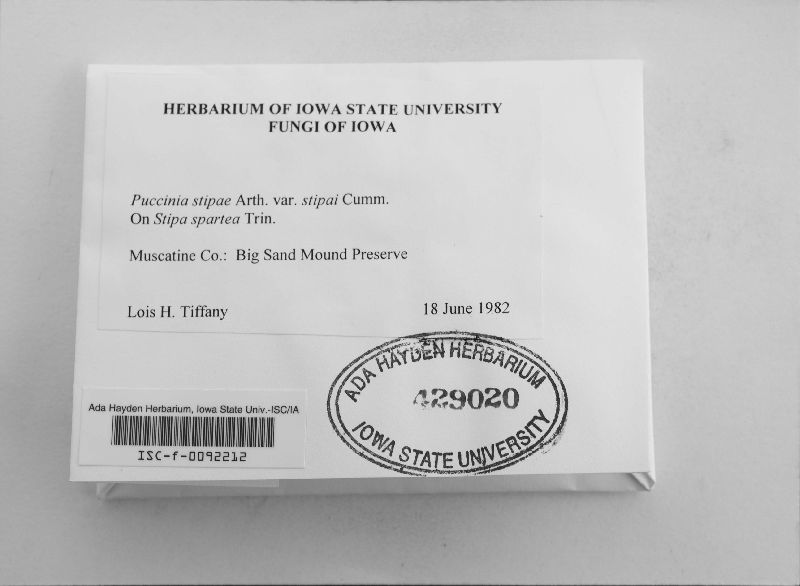 HERBARIUM OF IOWA STATE UNIVERSITY
FUNGI OF IOWA
Puccinia stipae Arth. var. stipai Cumm.
On Stipa spartea Trin.
Muscatine Co.: Big Sand Mound Preserve
Lois H. Tiffany 18 June 1982
ADA HAYDEN HERBARIUM
429020
IOWA STATE UNIVERSITY
Ada Hayden Herbarium, Iowa State Univ.-ISC/IA
ISC-f-0092212